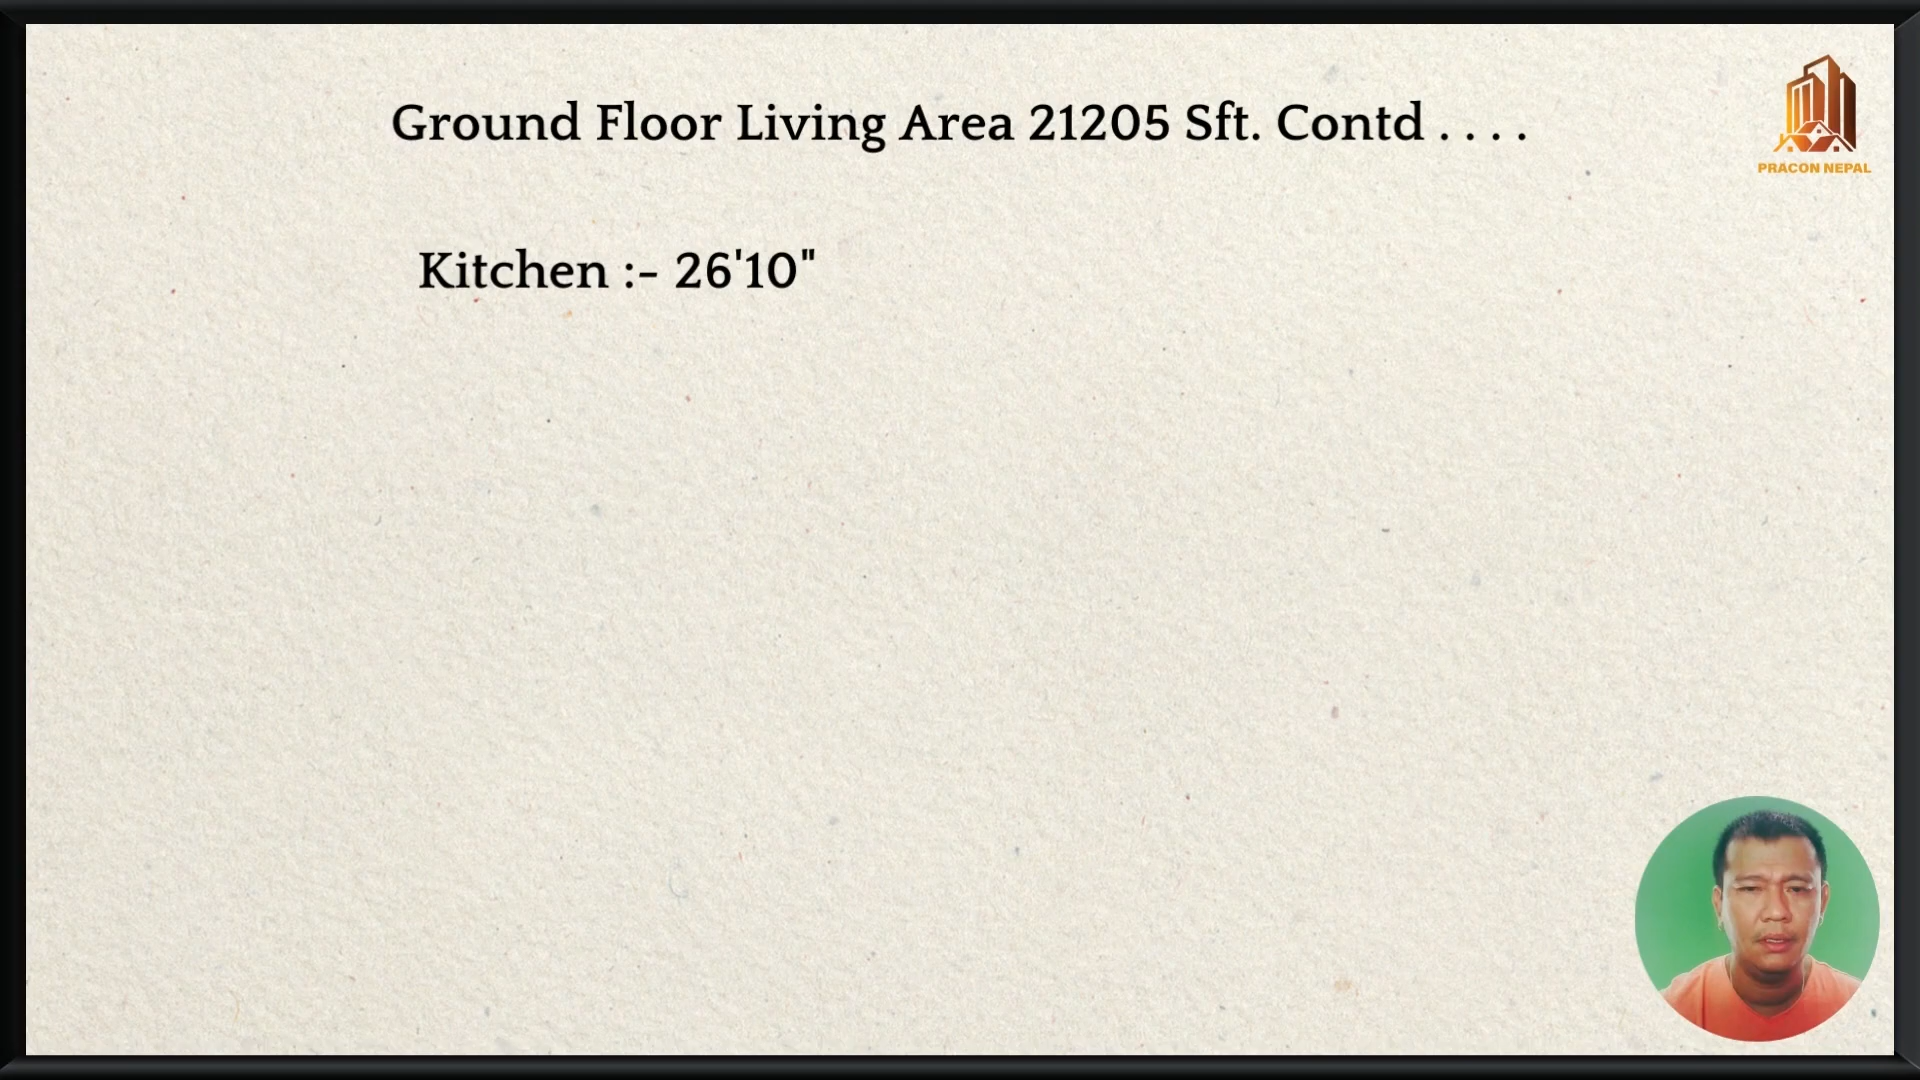 Ground Floor Living Area 21205 Sft. Contd . . . .
PRACON NEPAL
Kitchen :- 26'10"